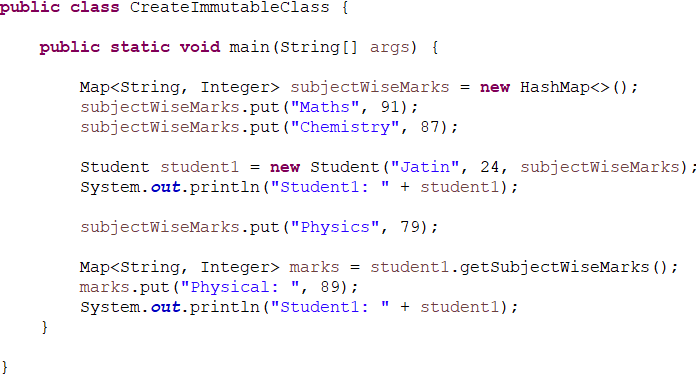 public class CreateImmutableClass {
public static void main(String[] args) {
Map<String, Integer> subjectWiseMarks = new HashMap<>();
subjectWiseMarks.put("Maths", 91);
subjectWiseMarks.put("Chemistry", 87);
Student student1 = new Student("Jatin", 24, subjectWiseMarks);
System.out.println("Student1: " + student1);
subjectWiseMarks.put("Physics", 79);
Map<String, Integer> marks = student1.getSubjectWiseMarks();
marks.put("Physical: ", 89);
System.out.println("Student1: " + student1);
}
}